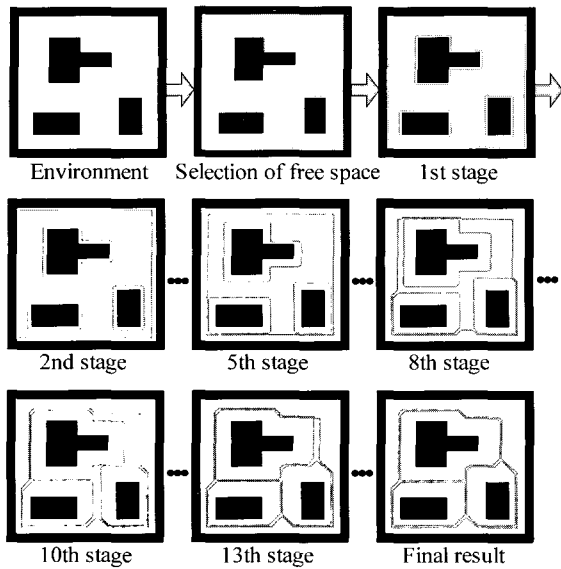 Environment
Selection of free space
1st stage
2nd stage
5th stage
8th stage
10th stage
13th stage
Final result